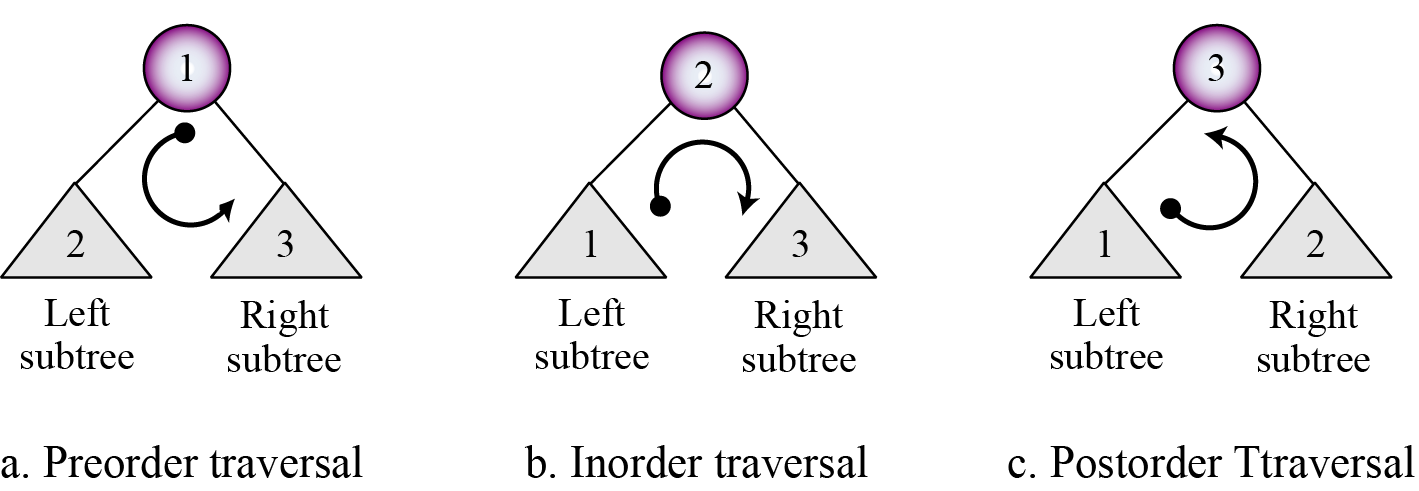 1
2
3
Left
subtree
Right
subtree
a. Preorder traversal
2
1
3
Left
subtree
Right
subtree
b. Inorder traversal
3
1
2
Left
subtree
Right
subtree
c. Postorder Ttraversal